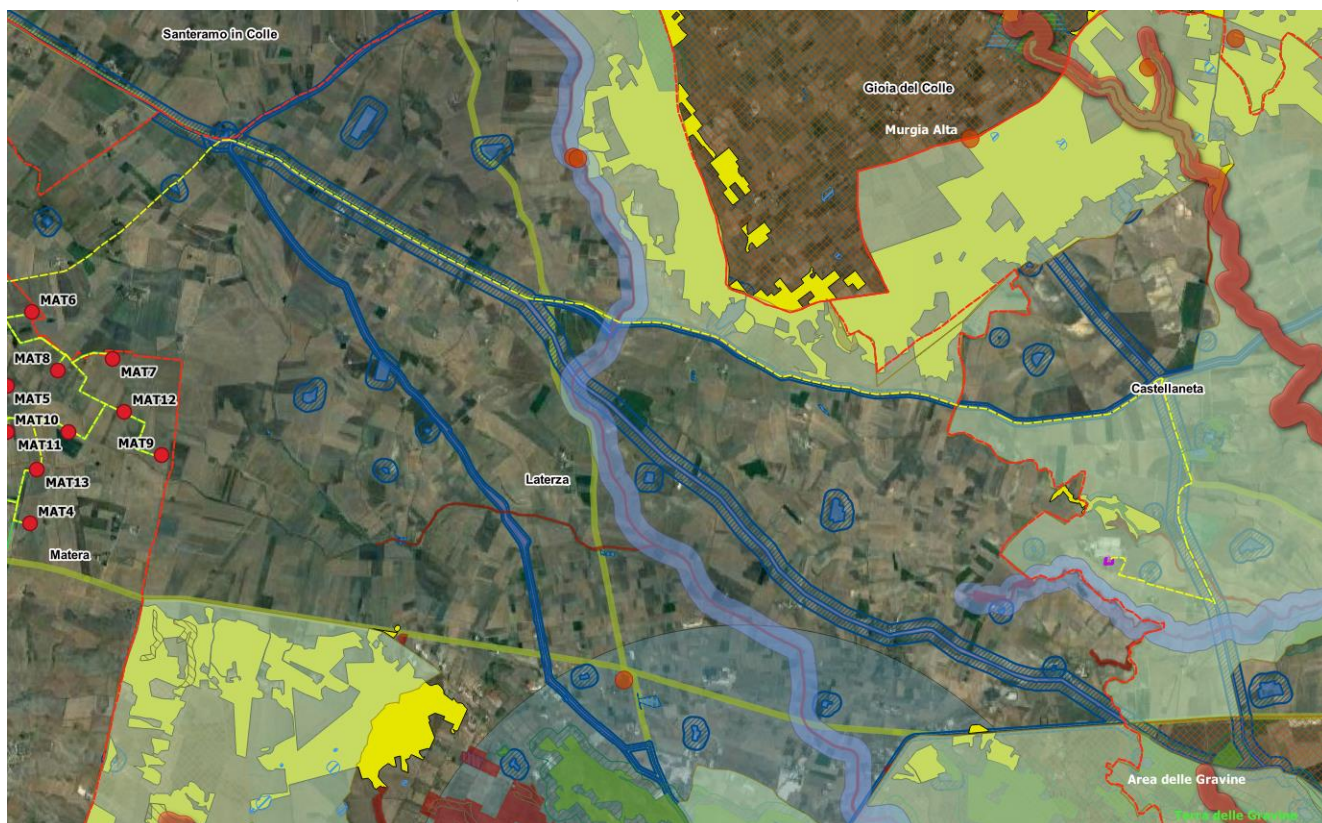 Santeramo in Colle
Gioia del Colle
Murgia Alta
MAT6
MAT8
MAT7
MAT5
Castellaneta
MAT12
MAT10
MAT11
MAT9
MAT13
Laterza
MAT4
Matera
Area delle Gravine
Terra delle Gravine